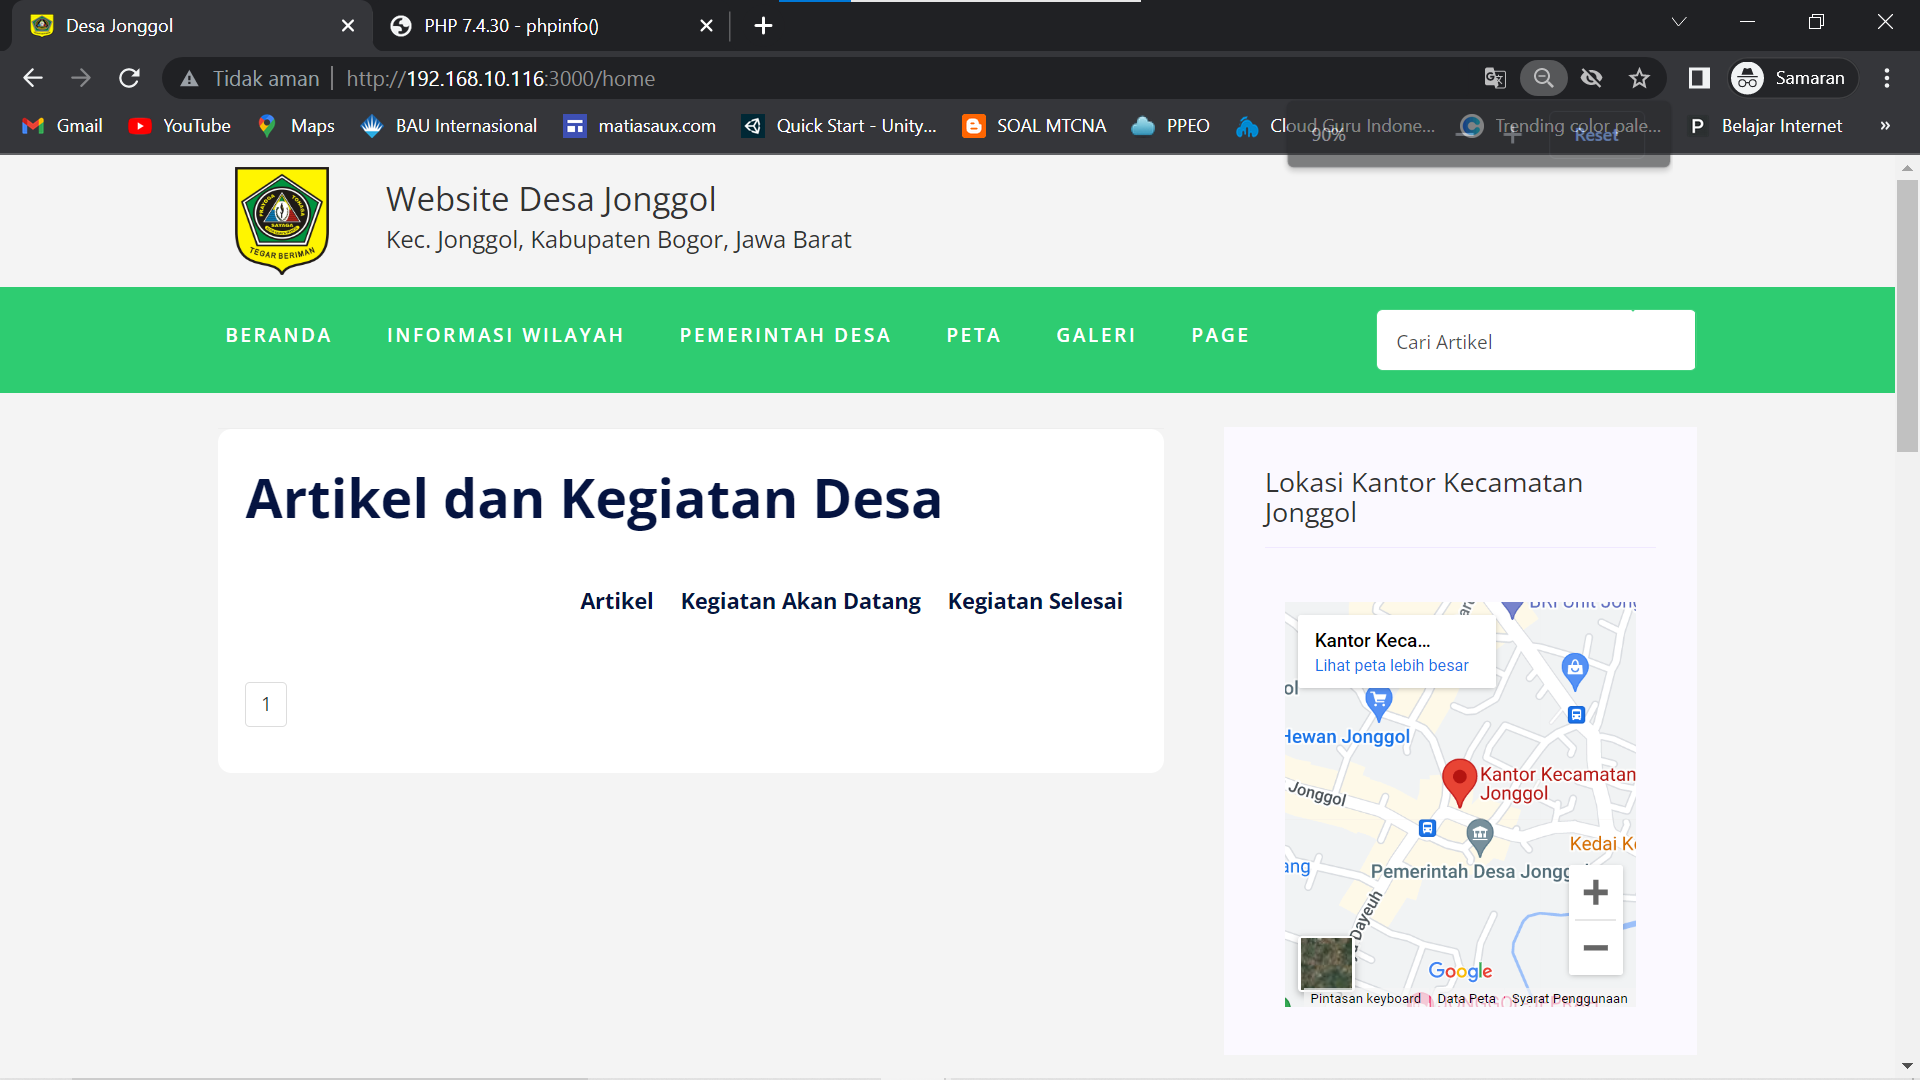 Desa Jonggol
PHP 7.4.30 - phpinfo()
Tidak aman
http://192.168.10.116:3000/home
Samaran
Gmail
YouTube
Maps
BAU Internasional
matiasaux.com
Quick Start - Unity...
SOAL MTCNA
PPEO
Cloud Guru Indone...
Trending color pale...
P Belajar Internet
»
90%
Reset
TEGAR BERIMAN
Website Desa Jonggol
Kec. Jonggol, Kabupaten Bogor, Jawa Barat
BERANDA
INFORMASI WILAYAH
PEMERINTAH DESA
PETA
GALERI
PAGE
Cari Artikel
Artikel dan Kegiatan Desa
Artikel
Kegiatan Akan Datang
Kegiatan Selesai
1
Lokasi Kantor Kecamatan
Jonggol
Kantor Keca...
Lihat peta lebih besar
Hewan Jonggol
Kantor Kecamatan
Jonggol
Jonggol
Kedai
Pemerintah Desa Jongg
Dayeuh
Google
Pintasan keyboard
Data Peta
Syarat Penggunaan